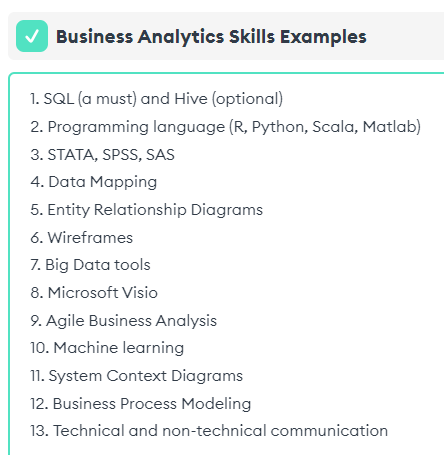 Business Analytics Skills Examples
1. SQL (a must) and Hive (optional)
2. Programming language (R, Python, Scala, Matlab)
3. STATA, SPSS, SAS
4. Data Mapping
5. Entity Relationship Diagrams
6. Wireframes
7. Big Data tools
8. Microsoft Visio
9. Agile Business Analysis
10. Machine learning
11. System Context Diagrams
12. Business Process Modeling
13. Technical and non-technical communication